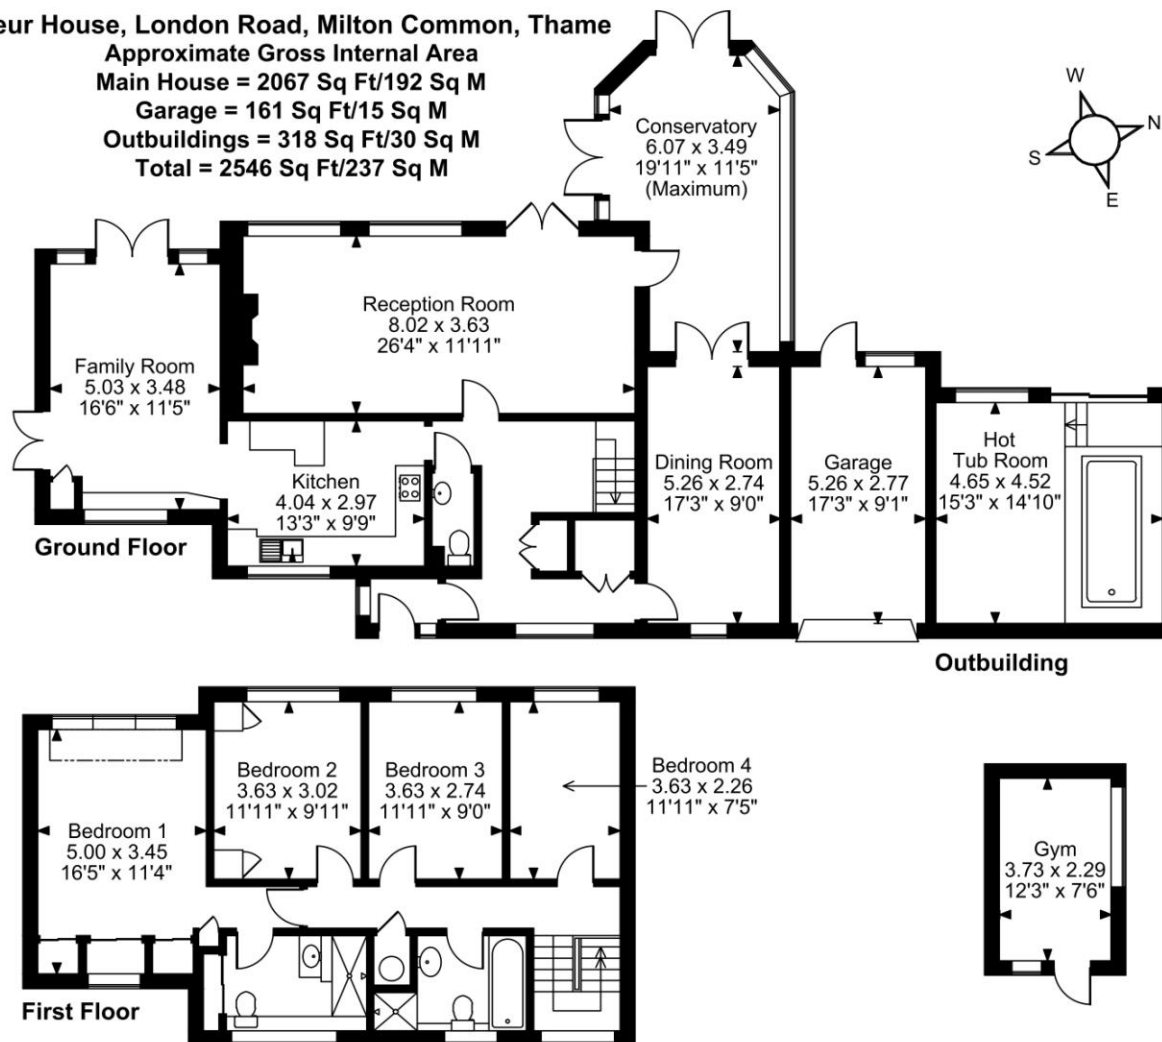 House, London Road, Milton Common, Thame
Approximate Gross Internal Area
Main House = 2067 Sq Ft/192 Sq M
Garage = 161 Sq Ft/15 Sq M
Outbuildings = 318 Sq Ft/30 Sq M
Total = 2546 Sq Ft/237 Sq M
W
N
S
E
Conservatory
6.07 x 3.49
19'11" x 11'5"
(Maximum)
Reception Room
8.02 x 3.63
26'4" x 11'11"
Family Room
5.03 x 3.48
16'6" x 11'5"
Kitchen
4.04 x 2.97
13'3" x 9'9"
Dining Room
5.26 x 2.74
17'3" x 9'0"
Garage
5.26 x 2.77
17'3" x 9'1"
Hot
Tub Room
4.65 x 4.52
15'3" x 14'10"
Ground Floor
Outbuilding
Bedroom 1
5.00 x 3.45
16'5" x 11'4"
Bedroom 2
3.63 x 3.02
11'11" x 9'11"
Bedroom 3
3.63 x 2.74
11'11" x 9'0"
Bedroom 4
3.63 x 2.26
11'11" x 7'5"
Gym
3.73 x 2.29
12'3" x 7'6"
First Floor